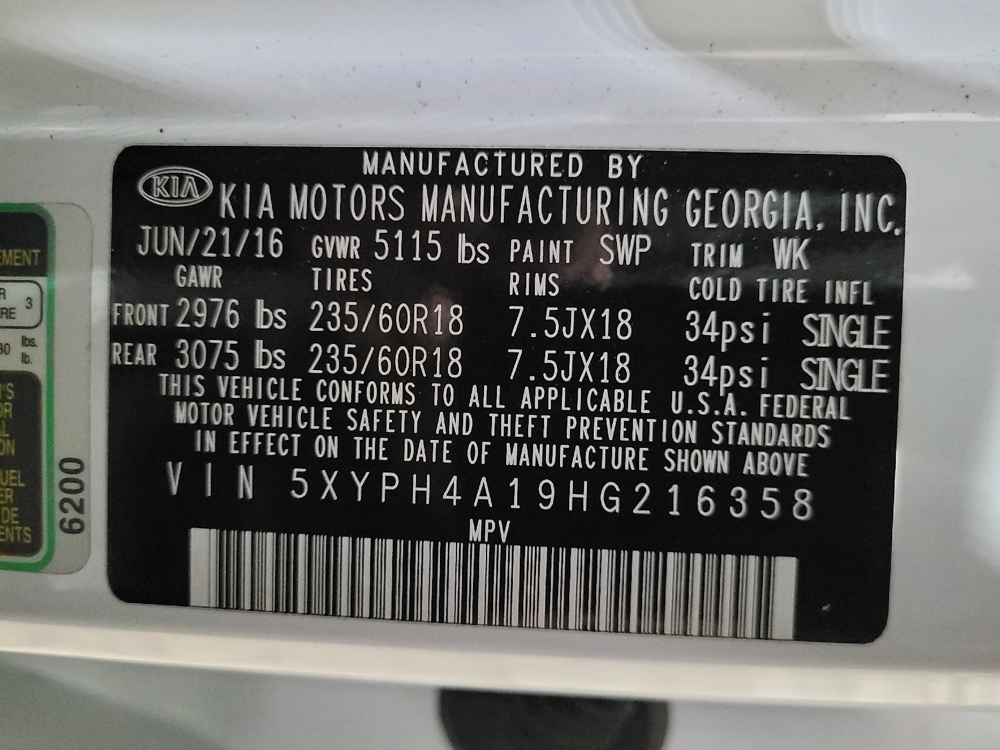 MANUFACTURED BY
KIA KIA MOTORS MANUFACTURING GEORGIA, INC.
JUN/21/16 GVWR 5115 lbs PAINT SWP TRIM WK
GAWR TIRES RIMS COLD TIRE INFL
FRONT 2976 lbs 235/60R18 7.5JX18 34psi SINGLE
REAR 3075 lbs 235/60R18 7.5JX18 34psi SINGLE
THIS VEHICLE CONFORMS TO ALL APPLICABLE U.S.A. FEDERAL
MOTOR VEHICLE SAFETY AND THEFT PREVENTION STANDARDS
IN EFFECT ON THE DATE OF MANUFACTURE SHOWN ABOVE
VIN 5XYPH4A19HG216358
MPV
3
lbs.
lb.
6200